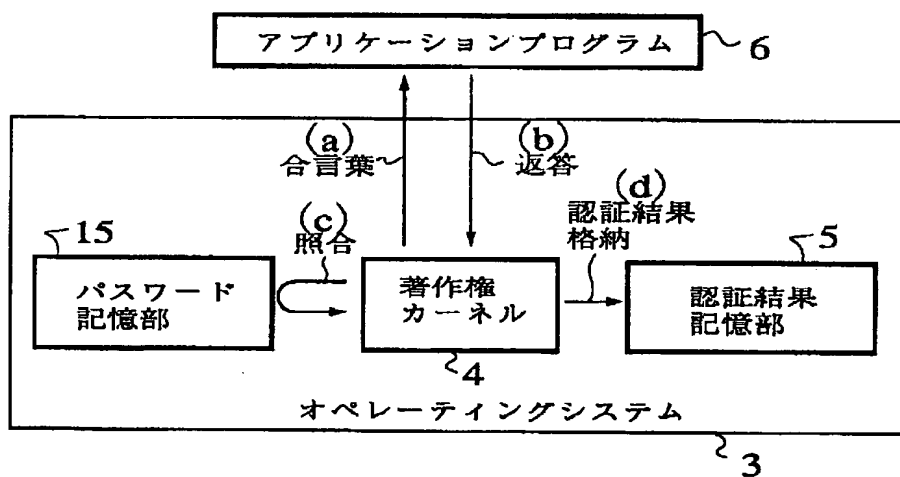 アプリケーションプログラム
6
(a)
合言葉
(b)
返答
(c)
照合
(d)
認証結果
格納
15
パスワード
記憶部
著作権
カーネル
4
5
認証結果
記憶部
オペレーティングシステム
3